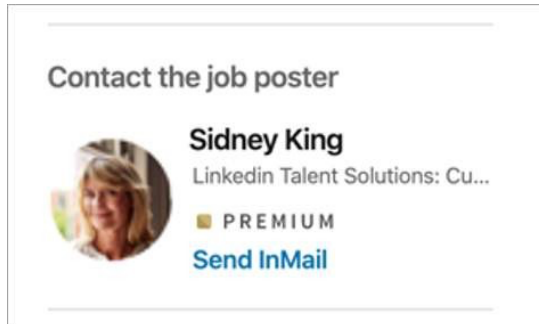 Contact the job poster
Sidney King
Linkedin Talent Solutions: Cu...
PREMIUM
Send InMail